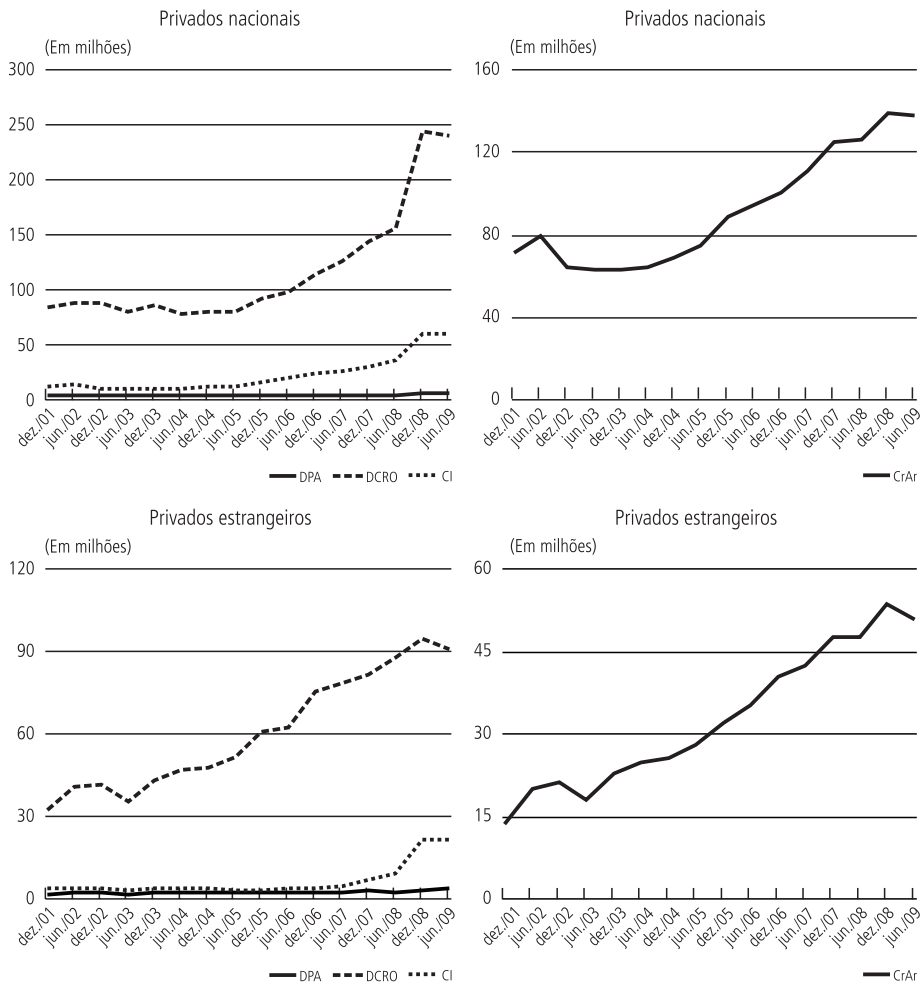 Privados nacionais
(Em milhões)
300
250
200
150
100
50
0
dez./01 jun./02 dez./02 jun./03 dez./03 jun./04 dez./04 jun./05 dez./05 jun./06 dez./06 jun./07 dez./07 jun./08 dez./08 jun./09
DPA DCRO CI
Privados nacionais
(Em milhões)
160
120
80
40
0
dez./01 jun./02 dez./02 jun./03 dez./03 jun./04 dez./04 jun./05 dez./05 jun./06 dez./06 jun./07 dez./07 jun./08 dez./08 jun./09
CrAr
Privados estrangeiros
(Em milhões)
120
90
60
30
0
dez./01 jun./02 dez./02 jun./03 dez./03 jun./04 dez./04 jun./05 dez./05 jun./06 dez./06 jun./07 dez./07 jun./08 dez./08 jun./09
DPA DCRO CI
Privados estrangeiros
(Em milhões)
60
45
30
15
0
dez./01 jun./02 dez./02 jun./03 dez./03 jun./04 dez./04 jun./05 dez./05 jun./06 dez./06 jun./07 dez./07 jun./08 dez./08 jun./09
CrAr